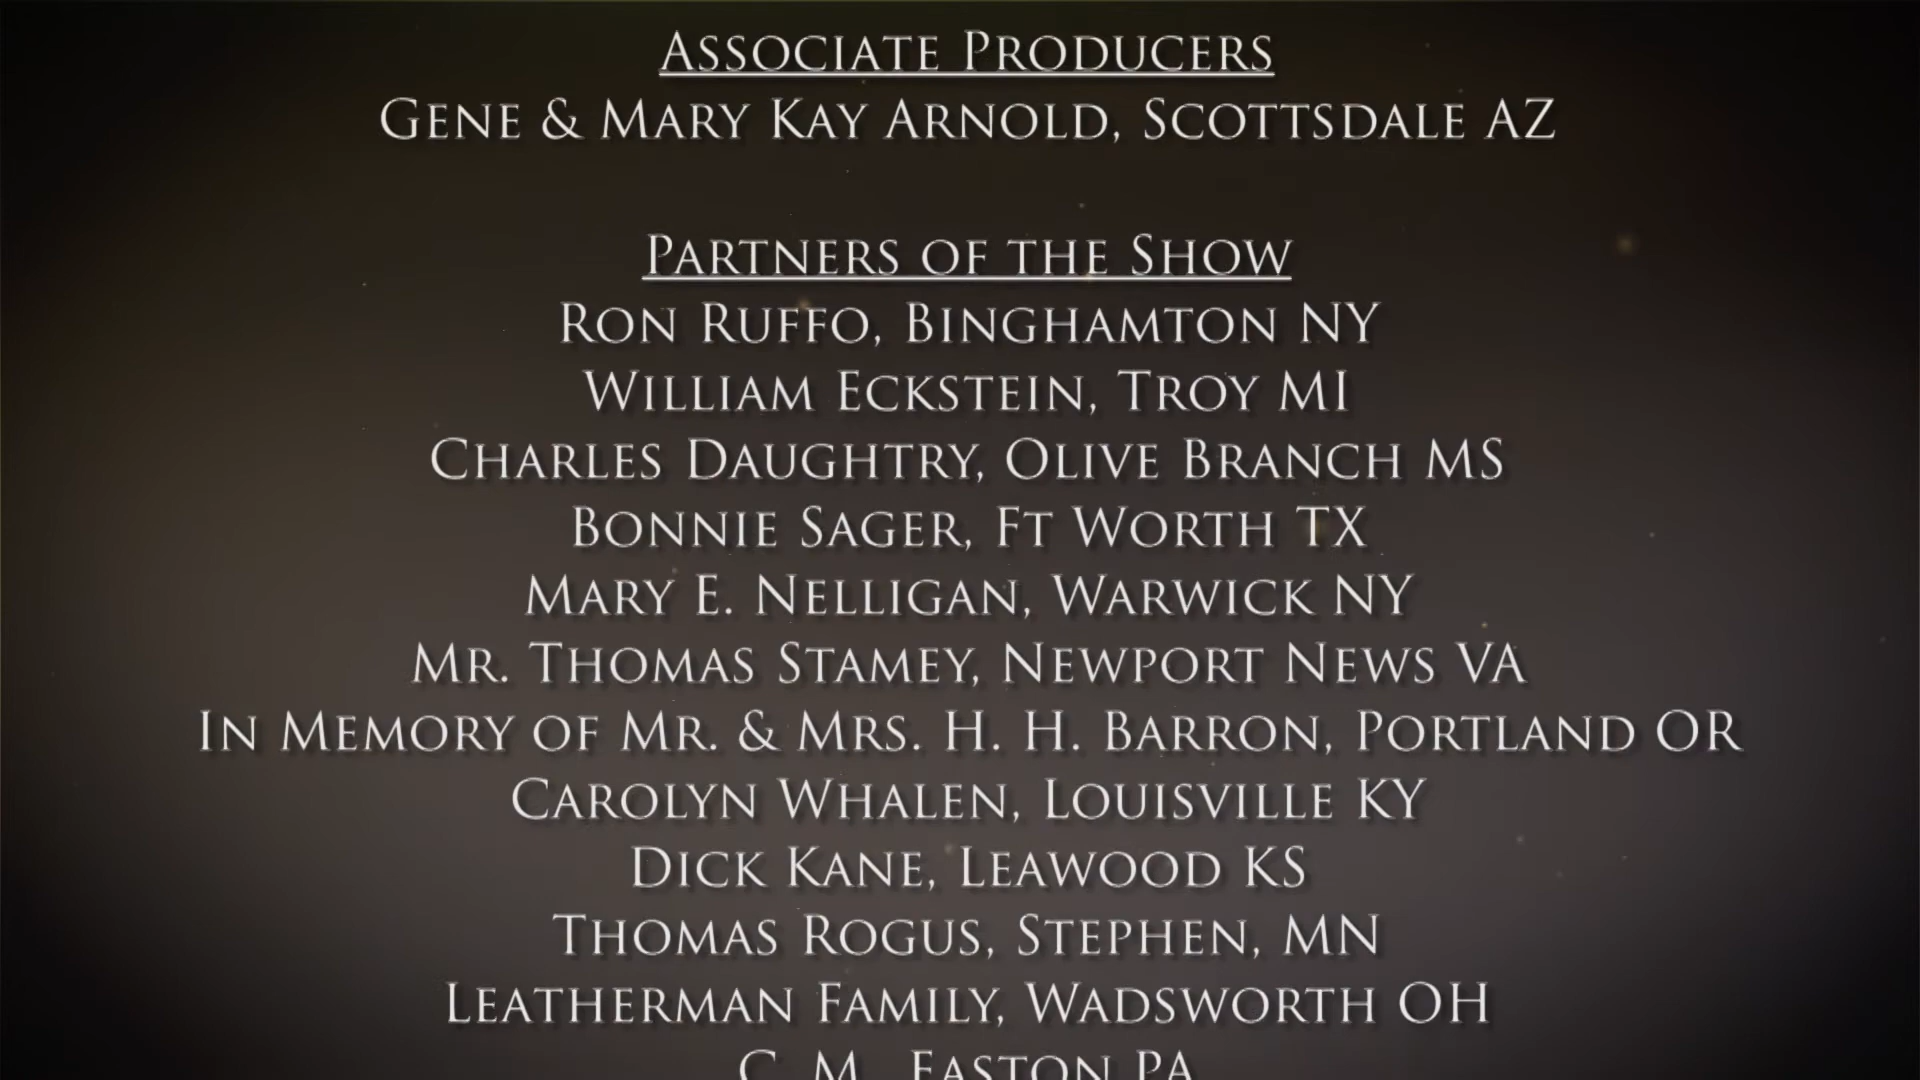 Associate Producers
Gene & Mary Kay Arnold, Scottsdale AZ
Partners of the Show
Ron Ruffo, Binghamton NY
William Eckstein, Troy MI
Charles Daughtry, Olive Branch MS
Bonnie Sager, Ft Worth TX
Mary E. Nelligan, Warwick NY
Mr. Thomas Stamey, Newport News VA
In Memory of Mr. & Mrs. H. H. Barron, Portland OR
Carolyn Whalen, Louisville KY
Dick Kane, Leawood KS
Thomas Rogus, Stephen, MN
Leatherman Family, Wadsworth OH
C. M., Easton PA